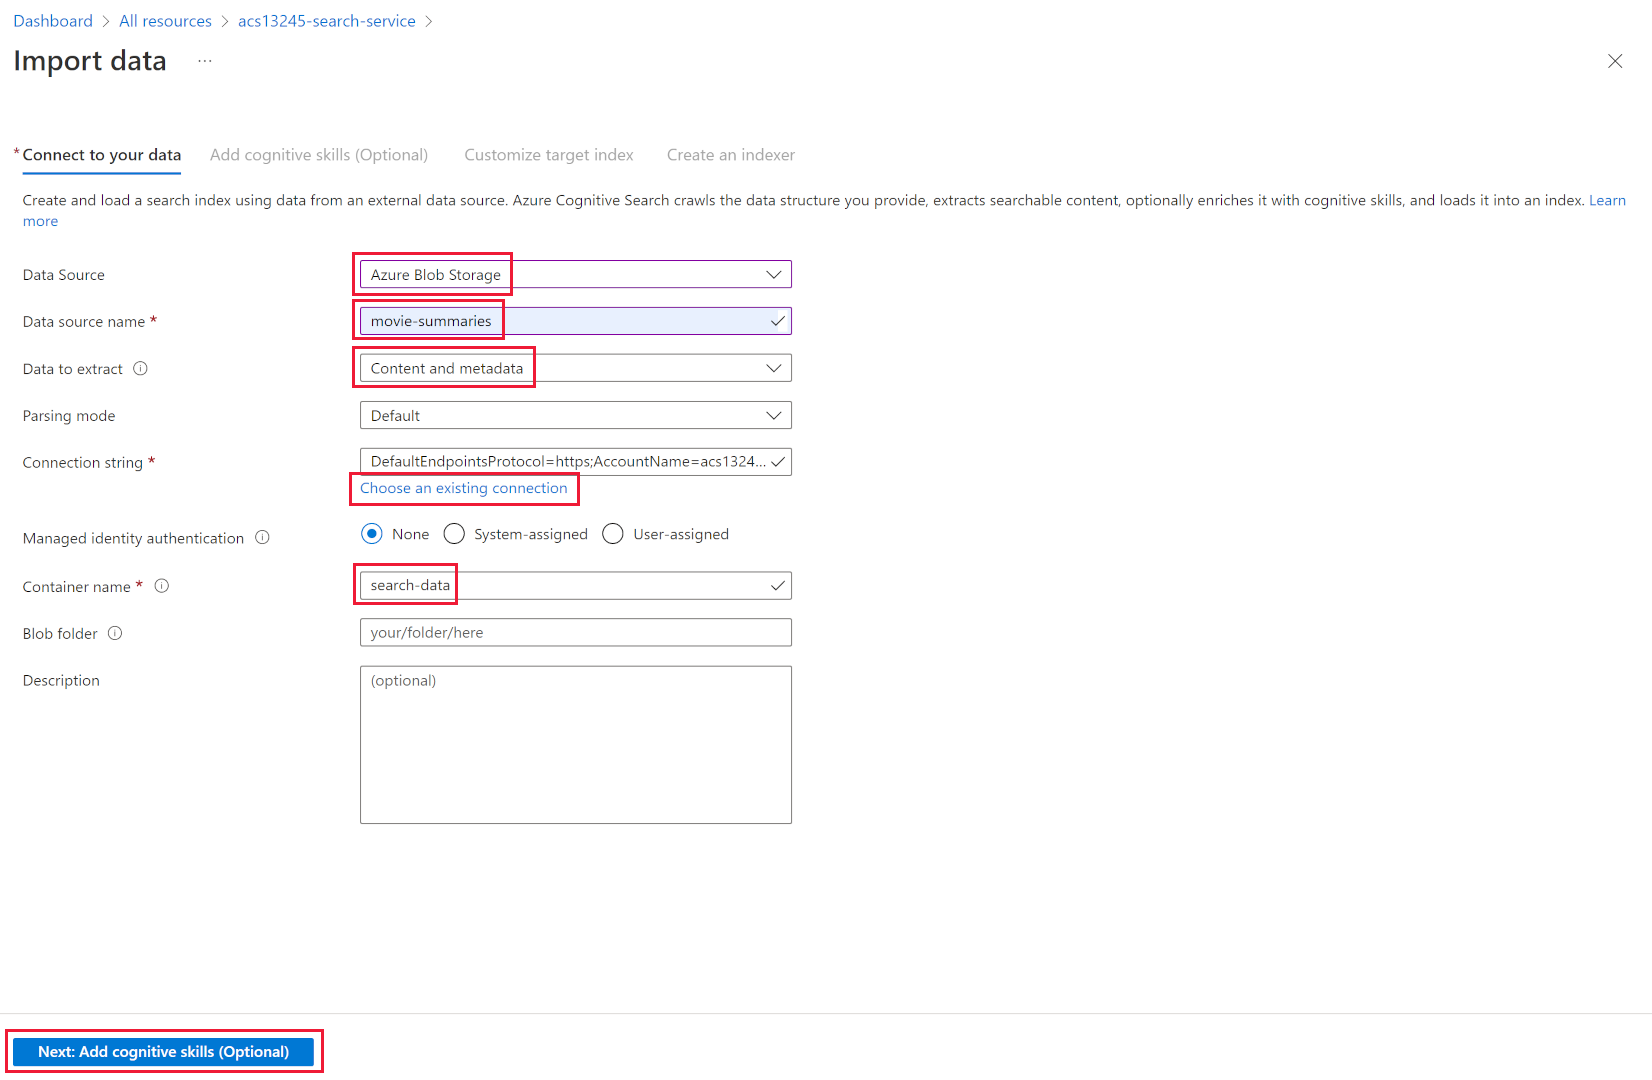 Dashboard > All resources > acs13245-search-service >
Import data ...
* Connect to your data Add cognitive skills (Optional) Customize target index Create an indexer
Create and load a search index using data from an external data source. Azure Cognitive Search crawls the data structure you provide, extracts searchable content, optionally enriches it with cognitive skills, and loads it into an index. Learn
more
Data Source Azure Blob Storage
Data source name * movie-summaries
Data to extract Content and metadata
Parsing mode Default
Connection string * DefaultEndpointsProtocol=https;AccountName=acs1324...
Choose an existing connection
Managed identity authentication None System-assigned User-assigned
Container name * search-data
Blob folder your/folder/here
Description (optional)
Next: Add cognitive skills (Optional)